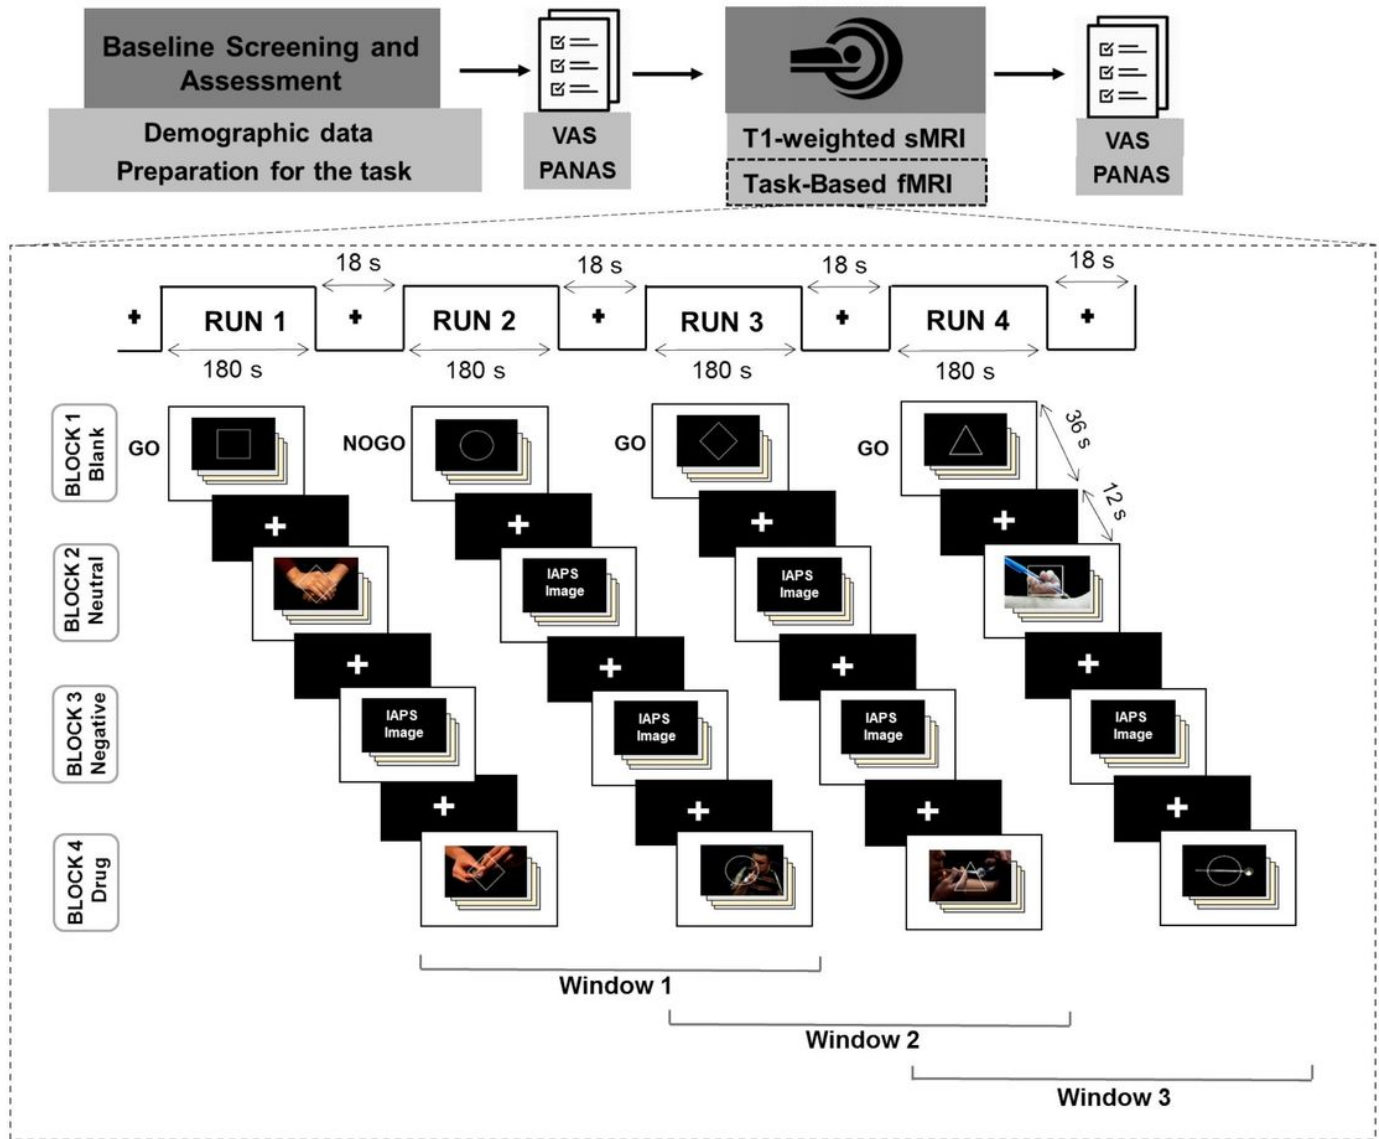 Baseline Screening and
Assessment
Demographic data
Preparation for the task
VAS
PANAS
T1-weighted sMRI
Task-Based fMRI
VAS
PANAS
18 s
18 s
18 s
18 s
RUN 1
RUN 2
RUN 3
RUN 4
180 s
180 s
180 s
180 s
BLOCK 1
Blank
GO
NOGO
GO
GO
36 s
12 s
BLOCK 2
Neutral
IAPS
Image
IAPS
Image
BLOCK 3
Negative
IAPS
Image
IAPS
Image
IAPS
Image
IAPS
Image
BLOCK 4
Drug
Window 1
Window 2
Window 3